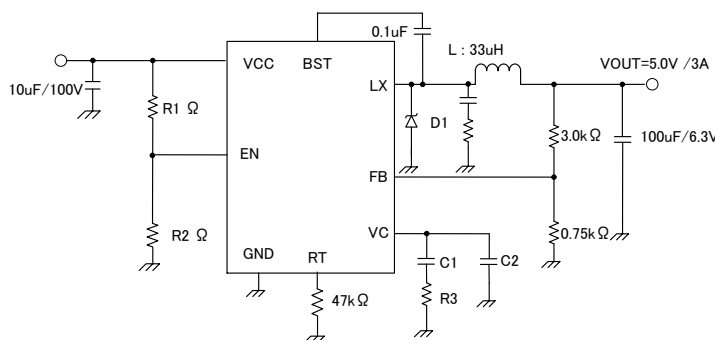 0.1uF
L : 33uH
VOUT=5.0V /3A
VCC
BST
LX
10uF/100V
R1 Ω
D1
3.0kΩ
100uF/6.3V
EN
FB
R2 Ω
VC
0.75kΩ
GND
RT
C1
C2
47kΩ
R3